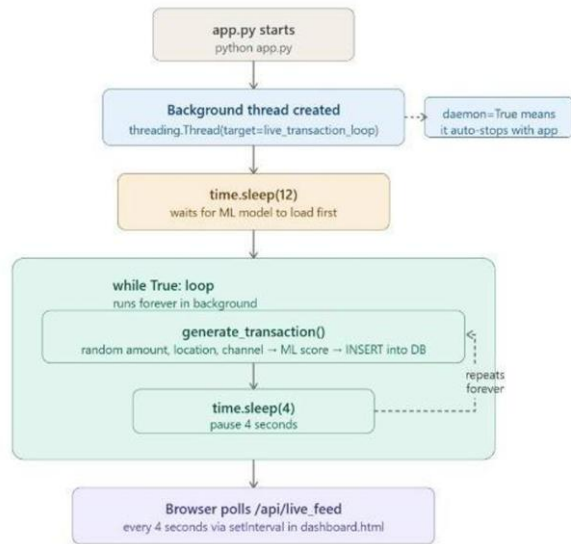 app.py starts
python app.py
Background thread created
threading.Thread(target=live_transaction_loop)
daemon=True means
it auto-stops with app
time.sleep(12)
waits for ML model to load first
while True: loop
runs forever in background
generate_transaction()
random amount, location, channel → ML score → INSERT into DB
repeats
forever
time.sleep(4)
pause 4 seconds
Browser polls /api/live_feed
every 4 seconds via setInterval in dashboard.html